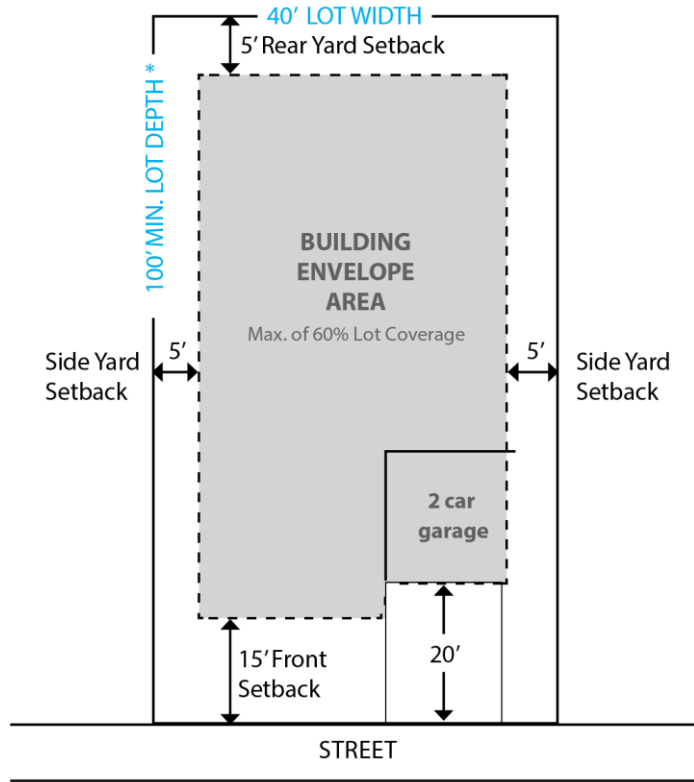 40’ LOT WIDTH
5’ Rear Yard Setback
100’ MIN. LOT DEPTH *
BUILDING
ENVELOPE
AREA
Max. of 60% Lot Coverage
Side Yard
Setback
5’
5’
Side Yard
Setback
2 car
garage
15’ Front
Setback
20’
STREET